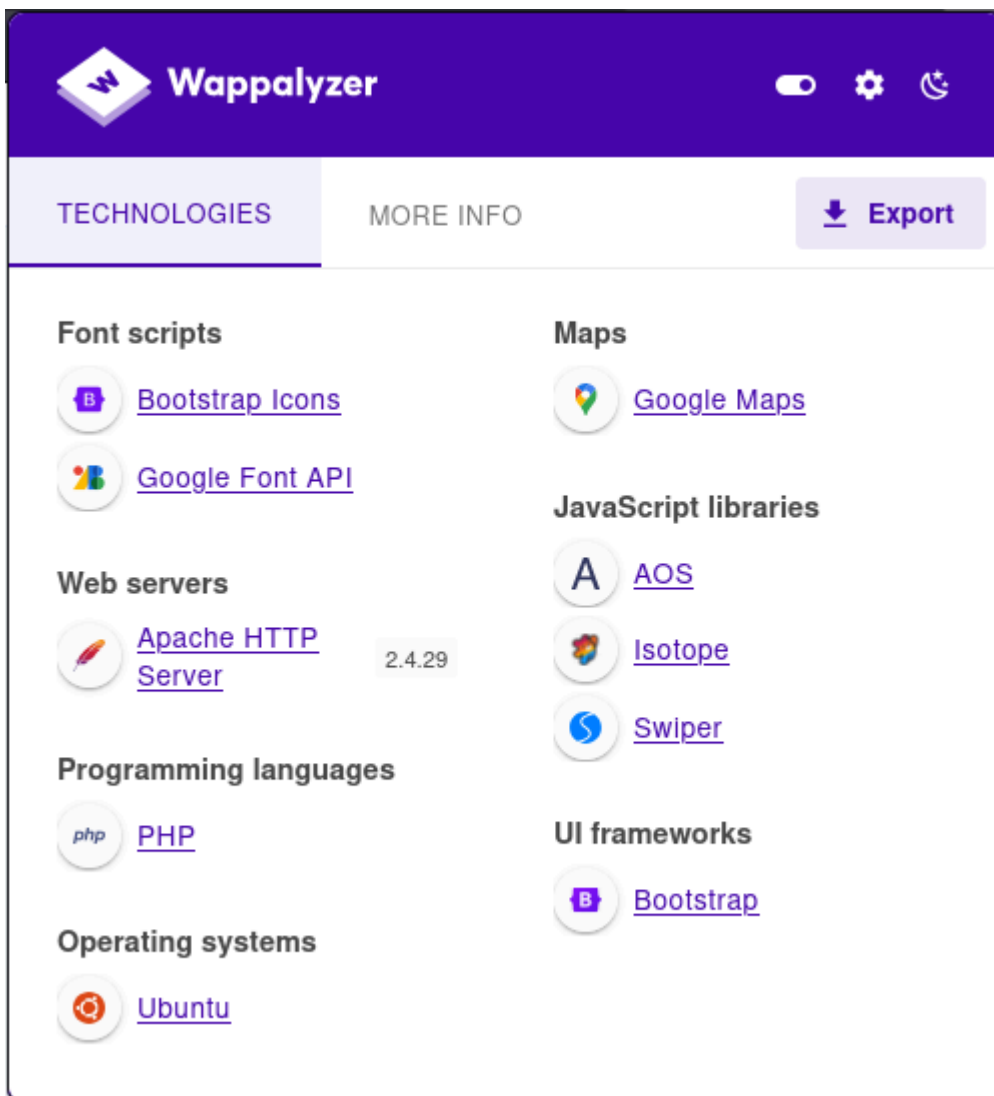 Wappalyzer
TECHNOLOGIES
MORE INFO
Export
Font scripts
Bootstrap Icons
Google Font API
Web servers
Apache HTTP
Server
2.4.29
Programming languages
php
PHP
Operating systems
Ubuntu
Maps
Google Maps
JavaScript libraries
A
AOS
Isotope
Swiper
UI frameworks
B
Bootstrap